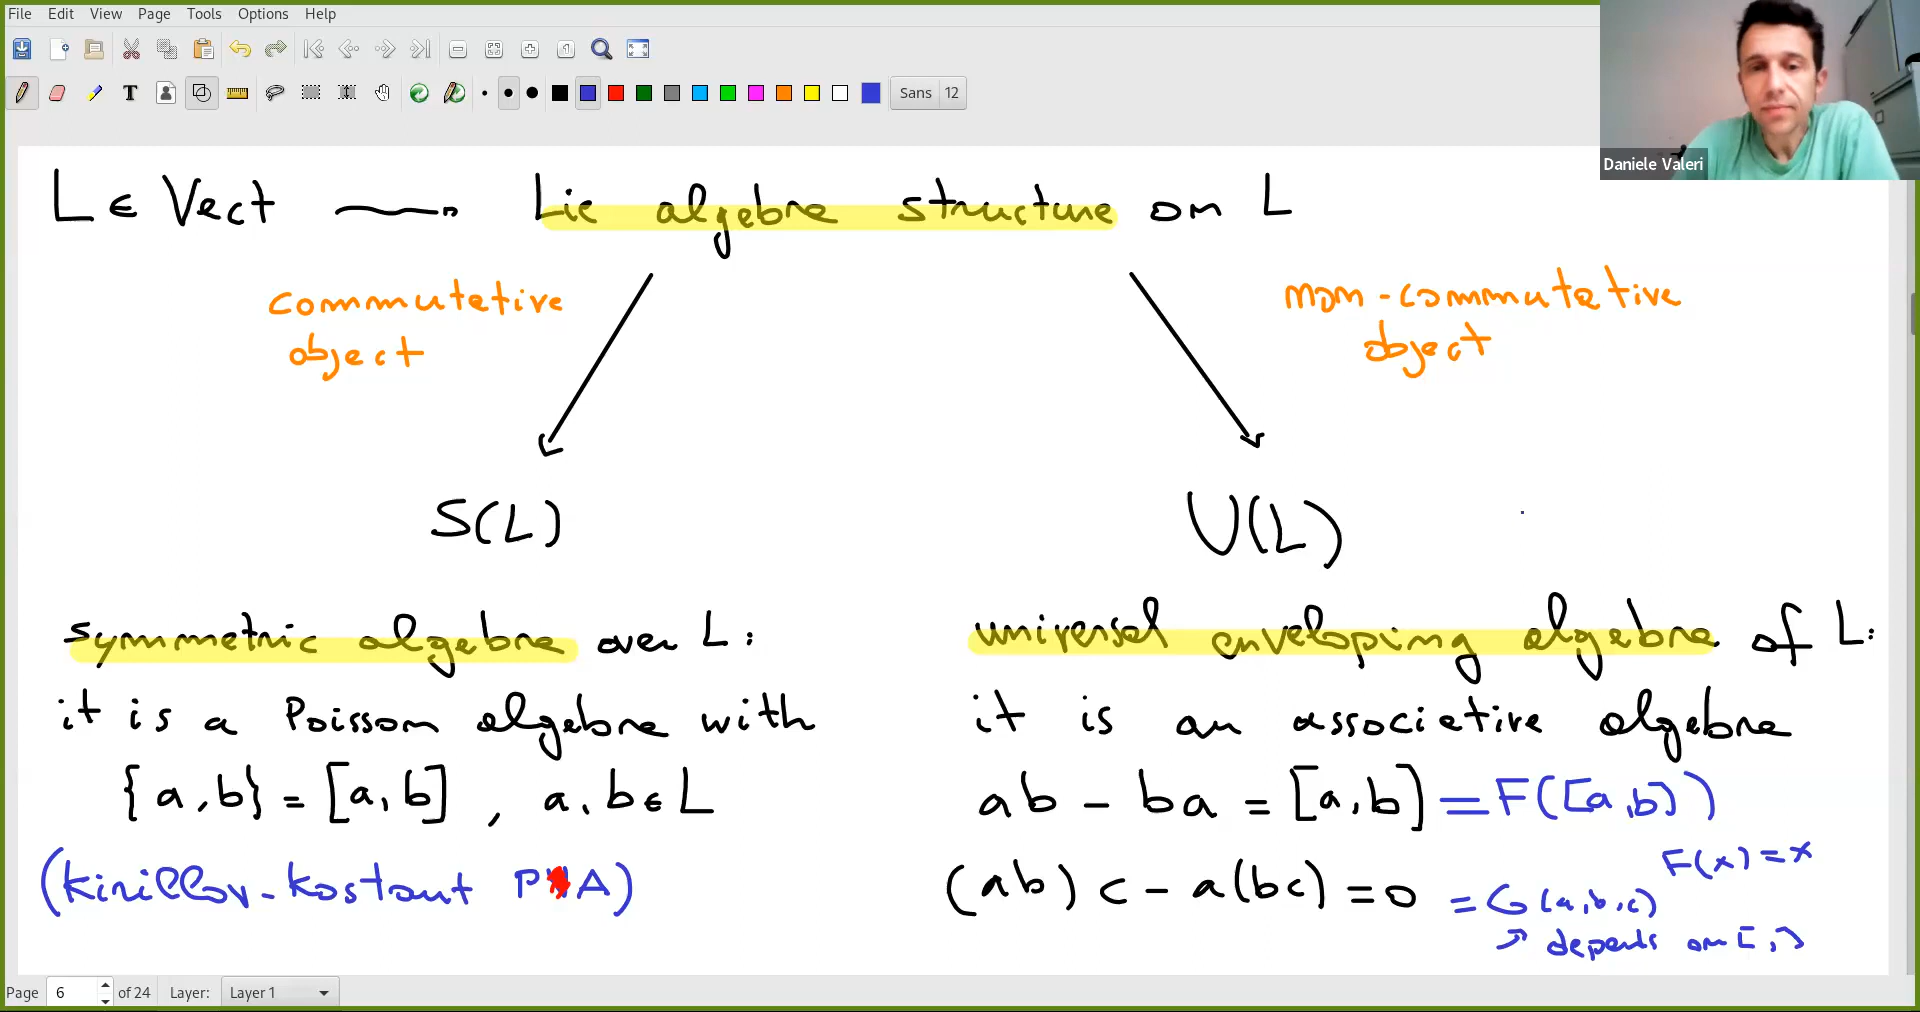 File Edit View Page Tools Options Help
Sans 12
Daniele Valeri
L ∈ Vect ⟿ Lie algebra structure on L
commutative object
non-commutative object
S(L)
U(L)
symmetric algebra over L:
it is a Poisson algebra with
{a,b} = [a,b], a,b ∈ L
(Kirillov-Kostant P A)
universal enveloping algebra of L:
it is an associative algebra
ab - ba = [a,b] = F([a,b])
F(x) = x
(ab)c - a(bc) = 0 = G(a,b,c)
↗ depends on [,]
Page 6 of 24 Layer: Layer 1